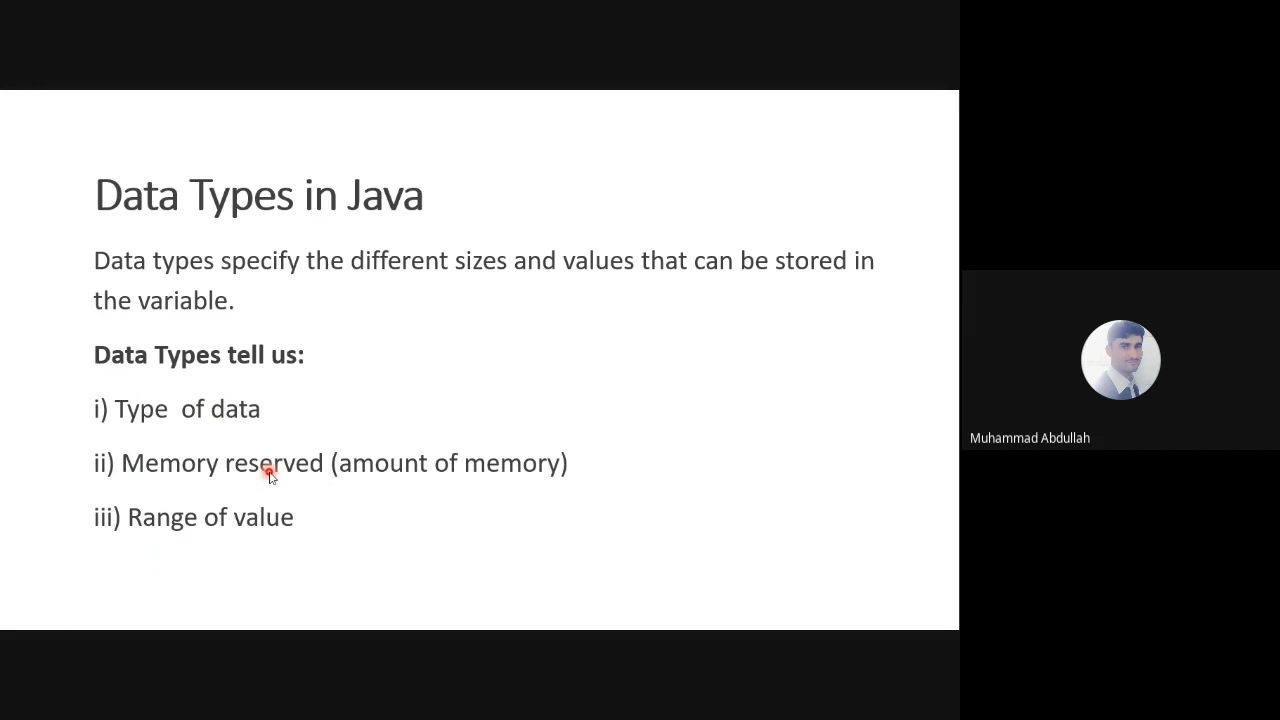 Data Types in Java
Data types specify the different sizes and values that can be stored in
the variable.
Data Types tell us:
i) Type  of data
ii) Memory reserved (amount of memory)
iii) Range of value
Muhammad Abdullah